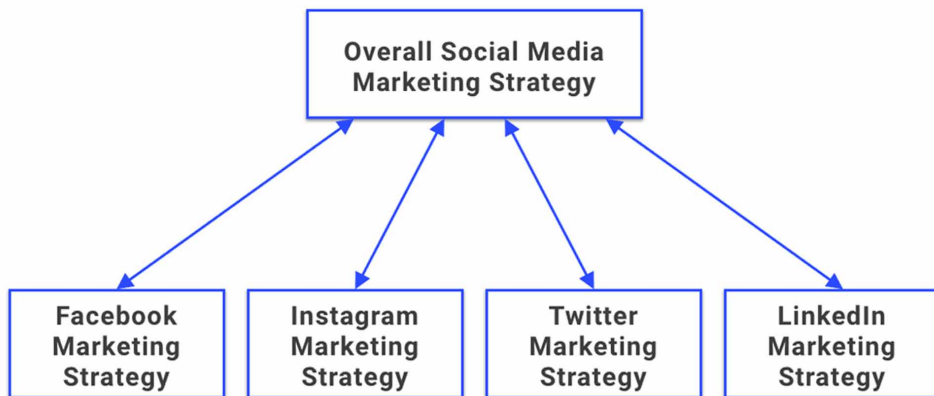 Overall Social Media
Marketing Strategy
Facebook
Marketing
Strategy
Instagram
Marketing
Strategy
Twitter
Marketing
Strategy
LinkedIn
Marketing
Strategy